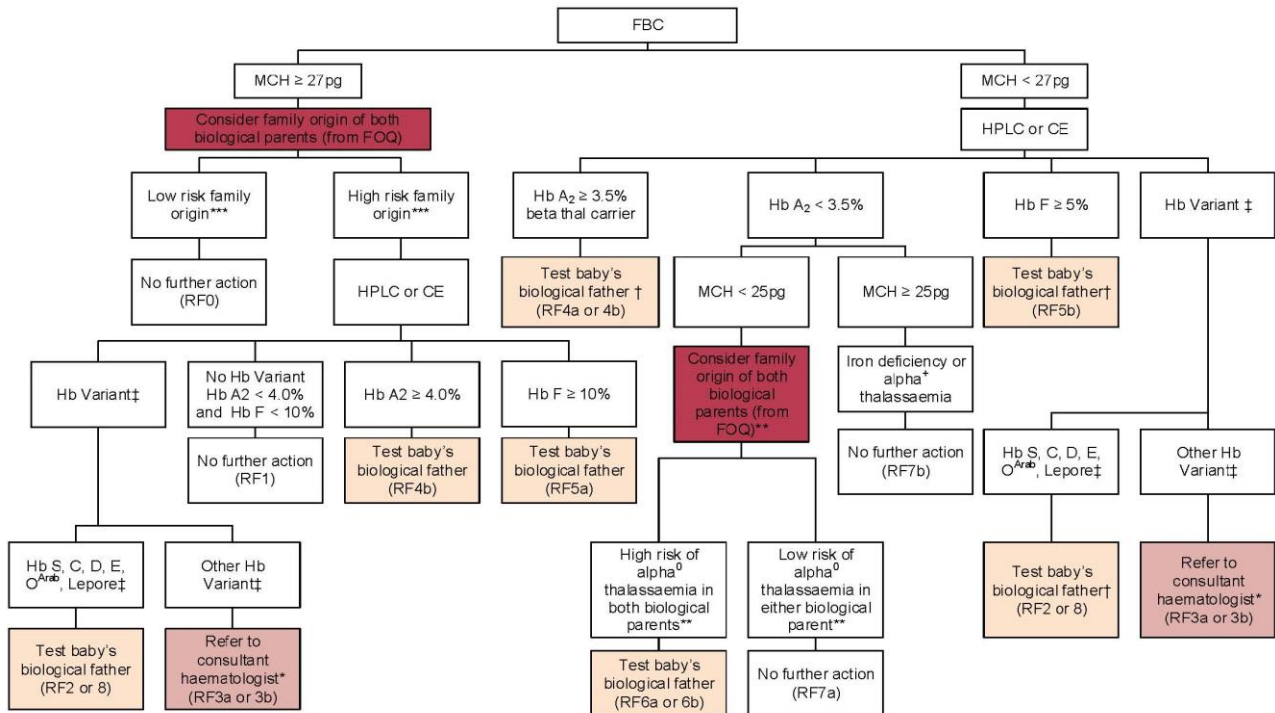 FBC
MCH ≥ 27pg
MCH < 27pg
Consider family origin of both
biological parents (from FOQ)
HPLC or CE
Low risk family
origin***
High risk family
origin***
Hb A₂ ≥ 3.5%
beta thal carrier
Hb A₂ < 3.5%
Hb F ≥ 5%
Hb Variant ‡
No further action
(RF0)
HPLC or CE
Test baby's
biological father †
(RF4a or 4b)
MCH < 25pg
MCH ≥ 25pg
Test baby's
biological father†
(RF5b)
Hb Variant‡
No Hb Variant
Hb A2 < 4.0%
and Hb F < 10%
Hb A2 ≥ 4.0%
Hb F ≥ 10%
Consider family
origin of both
biological
parents (from
FOQ)**
Iron deficiency or
alpha⁺
thalassaemia
No further action
(RF1)
Test baby's
biological father
(RF4b)
Test baby's
biological father
(RF5a)
No further action
(RF7b)
Hb S, C, D, E,
O^Arab, Lepore‡
Other Hb
Variant‡
Hb S, C, D, E,
O^Arab, Lepore‡
Other Hb
Variant‡
High risk of
alpha⁰
thalassaemia in
both biological
parents**
Low risk of
alpha⁰
thalassaemia in
either biological
parent**
Test baby's
biological father†
(RF2 or 8)
Refer to
consultant
haematologist*
(RF3a or 3b)
Test baby's
biological father
(RF2 or 8)
Refer to
consultant
haematologist*
(RF3a or 3b)
Test baby's
biological father
(RF6a or 6b)
No further action
(RF7a)